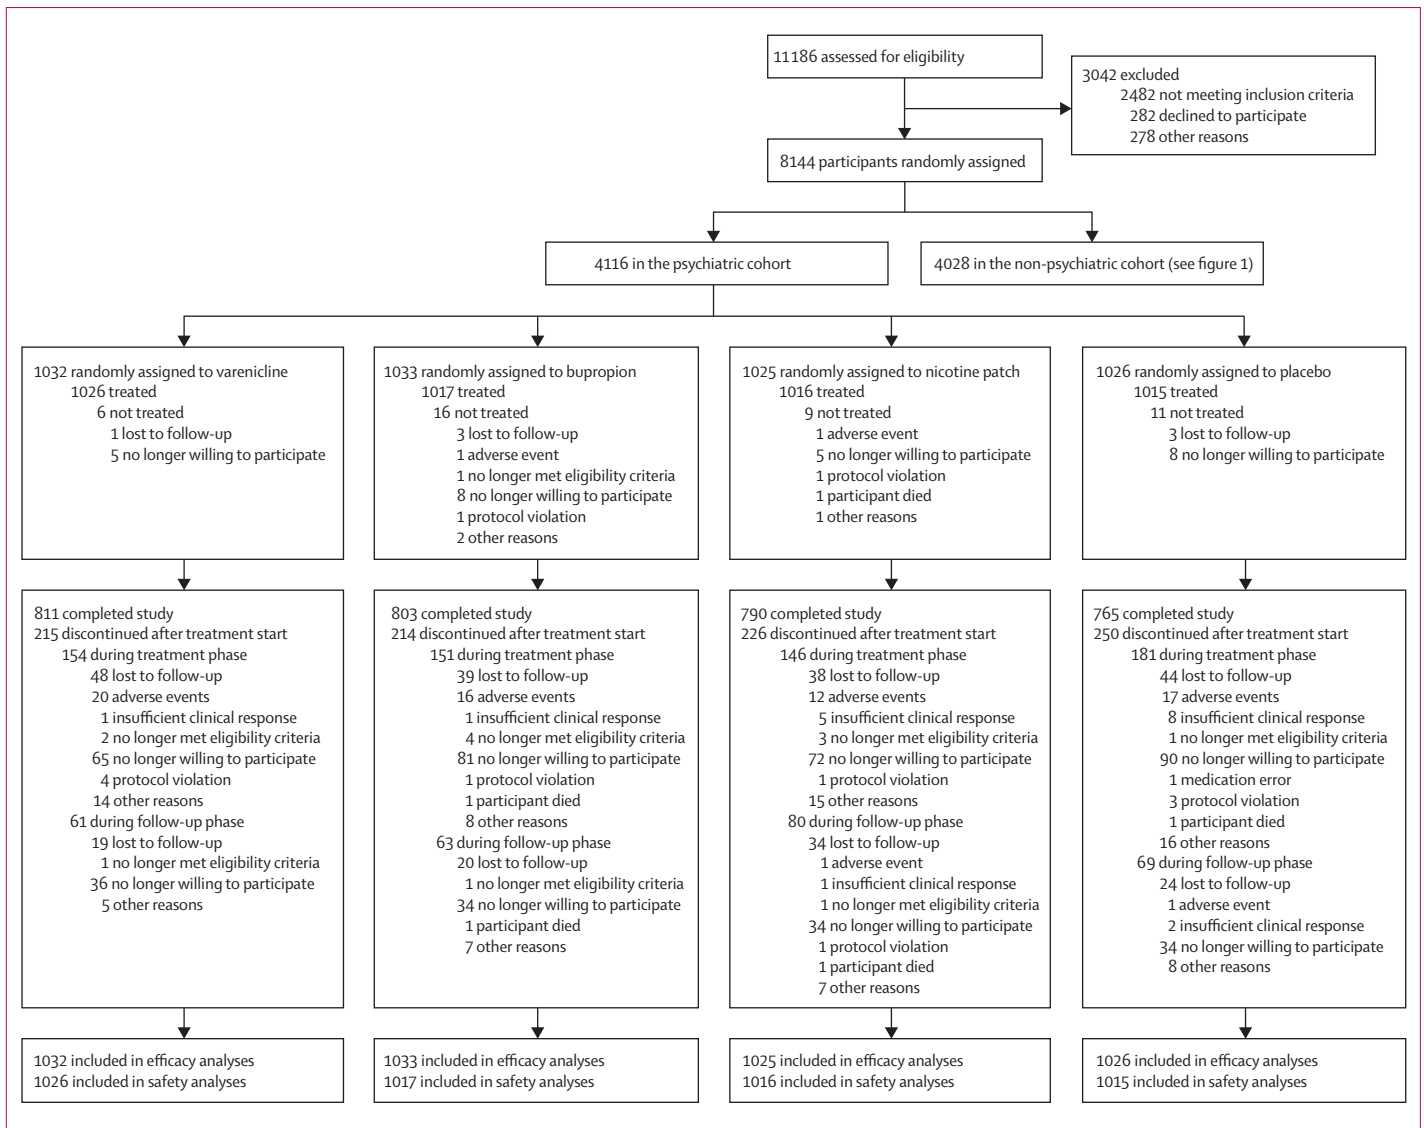 11186 assessed for eligibility
3042 excluded
2482 not meeting inclusion criteria
282 declined to participate
278 other reasons
8144 participants randomly assigned
4116 in the psychiatric cohort
4028 in the non-psychiatric cohort (see figure 1)
1032 randomly assigned to varenicline
1026 treated
6 not treated
1 lost to follow-up
5 no longer willing to participate
1033 randomly assigned to bupropion
1017 treated
16 not treated
3 lost to follow-up
1 adverse event
1 no longer met eligibility criteria
8 no longer willing to participate
1 protocol violation
2 other reasons
1025 randomly assigned to nicotine patch
1016 treated
9 not treated
1 adverse event
5 no longer willing to participate
1 protocol violation
1 participant died
1 other reasons
1026 randomly assigned to placebo
1015 treated
11 not treated
3 lost to follow-up
8 no longer willing to participate
811 completed study
215 discontinued after treatment start
154 during treatment phase
48 lost to follow-up
20 adverse events
1 insufficient clinical response
2 no longer met eligibility criteria
65 no longer willing to participate
4 protocol violation
14 other reasons
61 during follow-up phase
19 lost to follow-up
1 no longer met eligibility criteria
36 no longer willing to participate
5 other reasons
803 completed study
214 discontinued after treatment start
151 during treatment phase
39 lost to follow-up
16 adverse events
1 insufficient clinical response
4 no longer met eligibility criteria
81 no longer willing to participate
1 protocol violation
1 participant died
8 other reasons
63 during follow-up phase
20 lost to follow-up
1 no longer met eligibility criteria
34 no longer willing to participate
1 participant died
7 other reasons
790 completed study
226 discontinued after treatment start
146 during treatment phase
38 lost to follow-up
12 adverse events
5 insufficient clinical response
3 no longer met eligibility criteria
72 no longer willing to participate
1 protocol violation
15 other reasons
80 during follow-up phase
34 lost to follow-up
1 adverse event
1 insufficient clinical response
1 no longer met eligibility criteria
34 no longer willing to participate
1 protocol violation
1 participant died
7 other reasons
765 completed study
250 discontinued after treatment start
181 during treatment phase
44 lost to follow-up
17 adverse events
8 insufficient clinical response
1 no longer met eligibility criteria
90 no longer willing to participate
1 medication error
3 protocol violation
1 participant died
16 other reasons
69 during follow-up phase
24 lost to follow-up
1 adverse event
2 insufficient clinical response
34 no longer willing to participate
8 other reasons
1032 included in efficacy analyses
1026 included in safety analyses
1033 included in efficacy analyses
1017 included in safety analyses
1025 included in efficacy analyses
1016 included in safety analyses
1026 included in efficacy analyses
1015 included in safety analyses